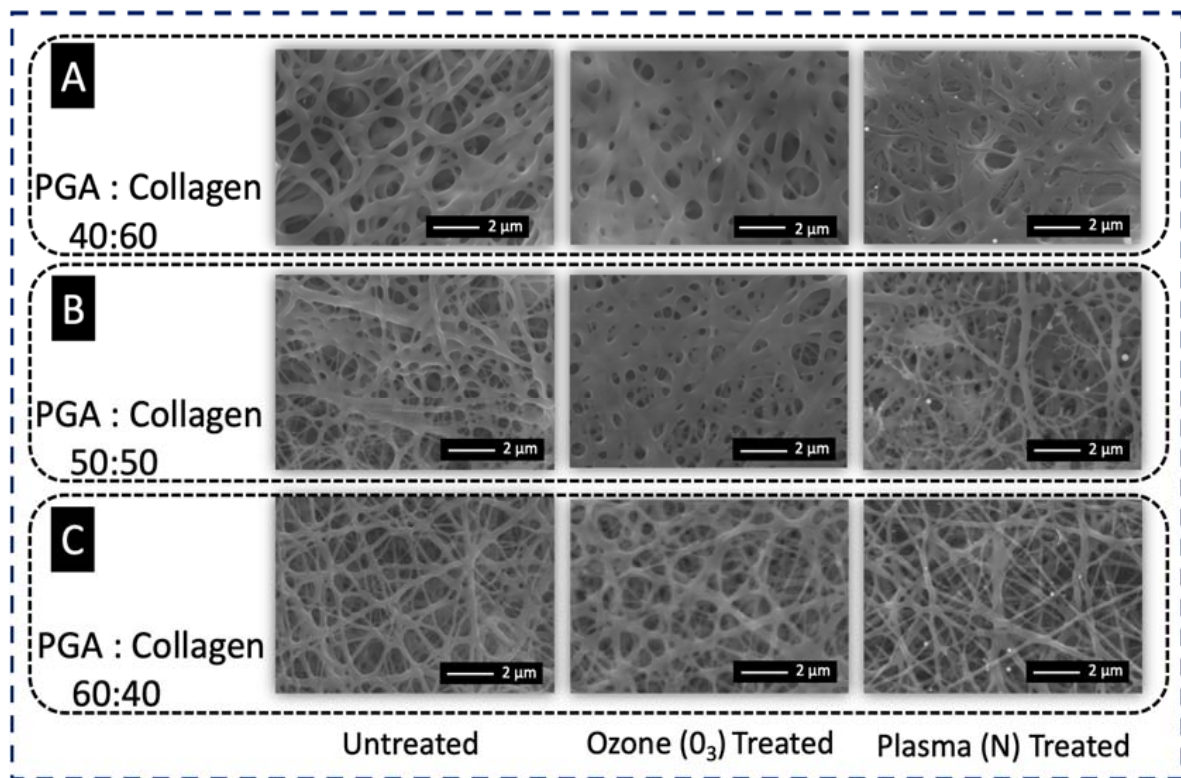 A
PGA : Collagen
40:60
2 µm
2 µm
2 µm
B
PGA : Collagen
50:50
2 µm
2 µm
2 µm
C
PGA : Collagen
60:40
2 µm
2 µm
2 µm
Untreated
Ozone (0₃) Treated
Plasma (N) Treated